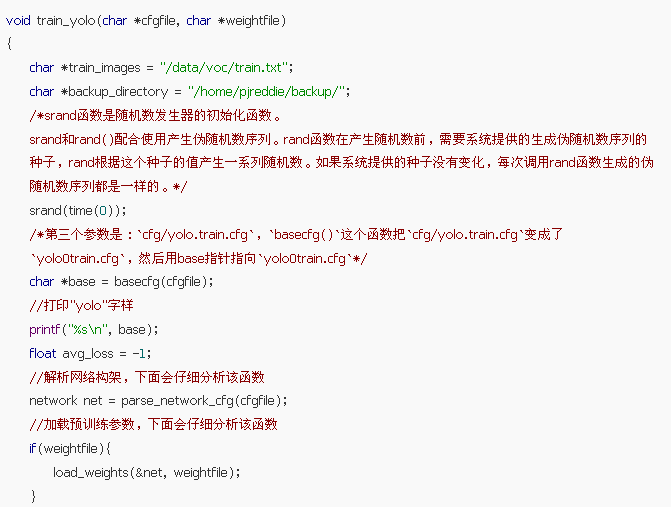 void train_yolo(char *cfgfile, char *weightfile)
{
char *train_images = "/data/voc/train.txt";
char *backup_directory = "/home/pjreddie/backup/";
/*srand函数是随机数发生器的初始化函数。
srand和rand()配合使用产生伪随机数序列。rand函数在产生随机数前，需要系统提供的生成伪随机数序列的
种子，rand根据这个种子的值产生一系列随机数。如果系统提供的种子没有变化，每次调用rand函数生成的伪
随机数序列都是一样的。*/
srand(time(0));
/*第三个参数是：`cfg/yolo.train.cfg`，`basecfg()`这个函数把`cfg/yolo.train.cfg`变成了
`yolo0train.cfg`，然后用base指针指向`yolo0train.cfg`*/
char *base = basecfg(cfgfile);
//打印"yolo"字样
printf("%s\n", base);
float avg_loss = -1;
//解析网络构架，下面会仔细分析该函数
network net = parse_network_cfg(cfgfile);
//加载预训练参数，下面会仔细分析该函数
if(weightfile){
load_weights(&net, weightfile);
}